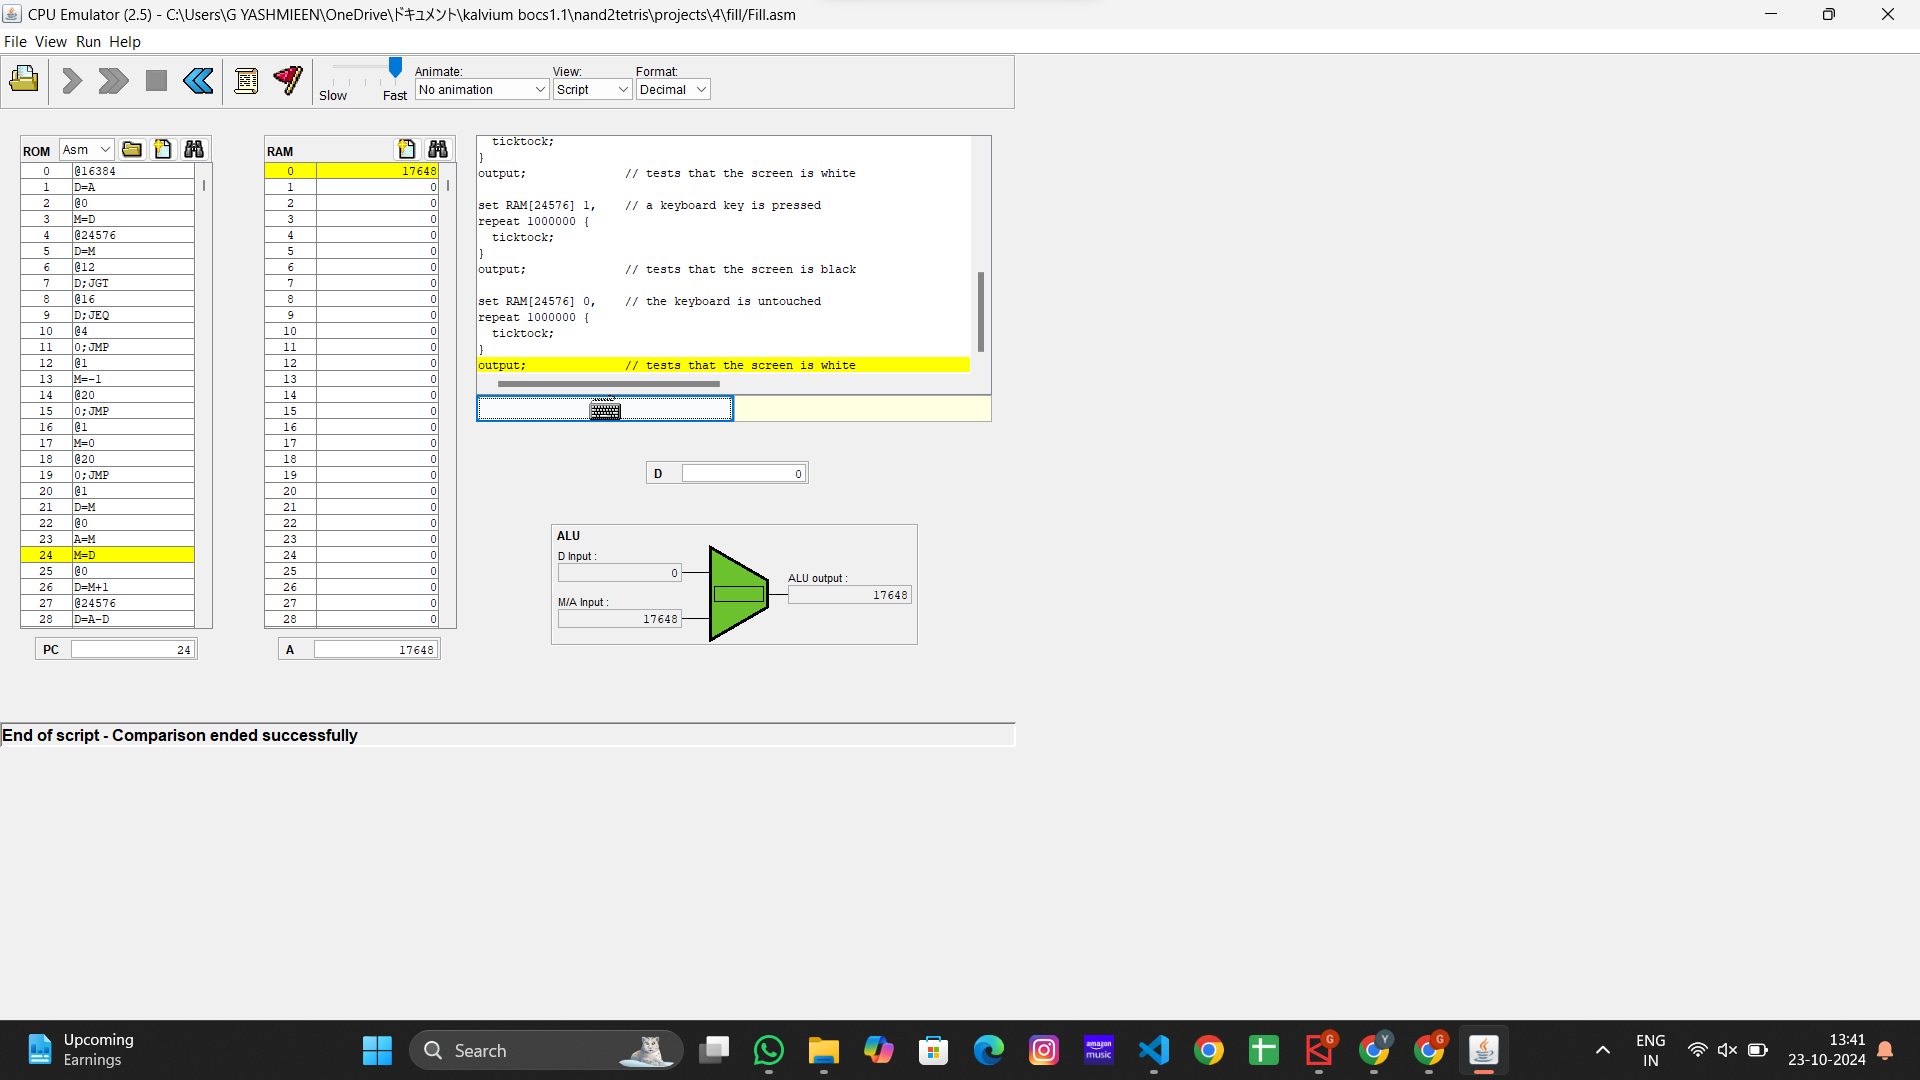 CPU Emulator (2.5) - C:\Users\G YASHMIEEN\OneDrive\ドキュメント\kalvium bocs1.1\nand2tetris\projects\4\fill/Fill.asm
File View Run Help
Slow Fast
Animate: View: Format:
No animation Script Decimal
ROM Asm
0 @16384
1 D=A
2 @0
3 M=D
4 @24576
5 D=M
6 @12
7 D;JGT
8 @16
9 D;JEQ
10 @4
11 0;JMP
12 @1
13 M=-1
14 @20
15 0;JMP
16 @1
17 M=0
18 @20
19 0;JMP
20 @1
21 D=M
22 @0
23 A=M
24 M=D
25 @0
26 D=M+1
27 @24576
28 D=A-D
PC 24
RAM
0 17648
1 0
2 0
3 0
4 0
5 0
6 0
7 0
8 0
9 0
10 0
11 0
12 0
13 0
14 0
15 0
16 0
17 0
18 0
19 0
20 0
21 0
22 0
23 0
24 0
25 0
26 0
27 0
28 0
A 17648
ticktock;
}
output; // tests that the screen is white
set RAM[24576] 1, // a keyboard key is pressed
repeat 1000000 {
ticktock;
}
output; // tests that the screen is black
set RAM[24576] 0, // the keyboard is untouched
repeat 1000000 {
ticktock;
}
output; // tests that the screen is white
D 0
ALU
D Input :
0
M/A Input :
17648
ALU output :
17648
End of script - Comparison ended successfully
Upcoming
Earnings
Search
amazon
music
G
Y
G
ENG
IN
13:41
23-10-2024